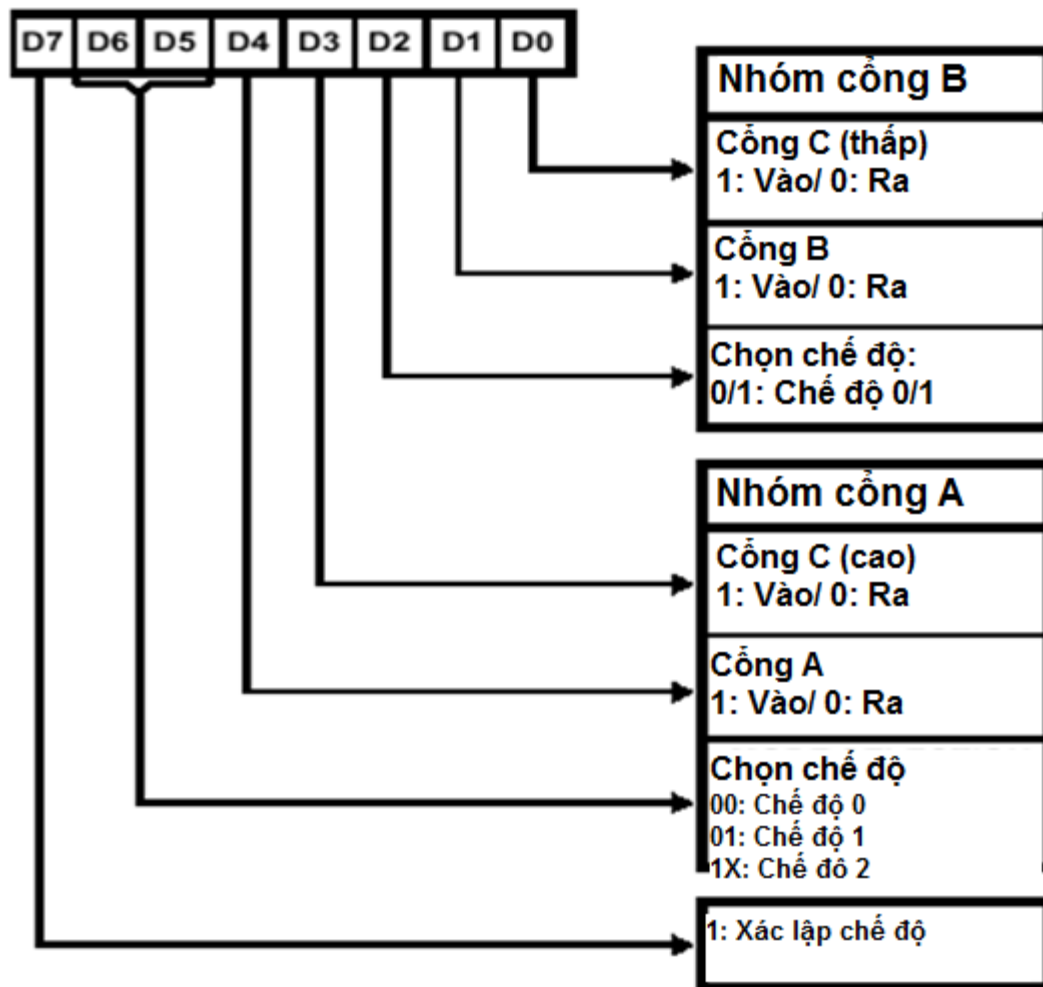 D7 D6 D5 D4 D3 D2 D1 D0
Nhóm cổng B
Cổng C (thấp)
1: Vào/ 0: Ra
Cổng B
1: Vào/ 0: Ra
Chọn chế độ:
0/1: Chế độ 0/1
Nhóm cổng A
Cổng C (cao)
1: Vào/ 0: Ra
Cổng A
1: Vào/ 0: Ra
Chọn chế độ
00: Chế độ 0
01: Chế độ 1
1X: Chế đô 2
1: Xác lập chế độ